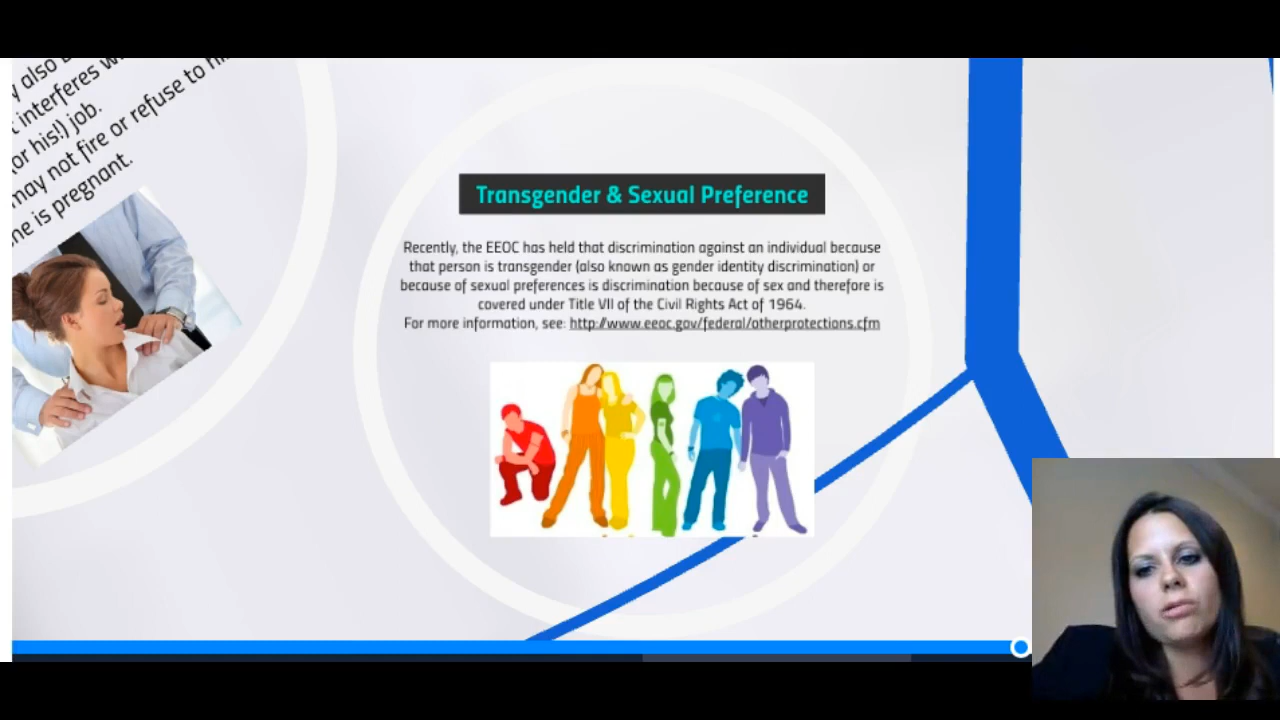 y also
t interferes
or his!) job.
may not fire or refuse to
ne is pregnant.
Transgender & Sexual Preference
Recently, the EEOC has held that discrimination against an individual because
that person is transgender (also known as gender identity discrimination) or
because of sexual preferences is discrimination because of sex and therefore is
covered under Title VII of the Civil Rights Act of 1964.
For more information, see: http://www.eeoc.gov/federal/otherprotections.cfm